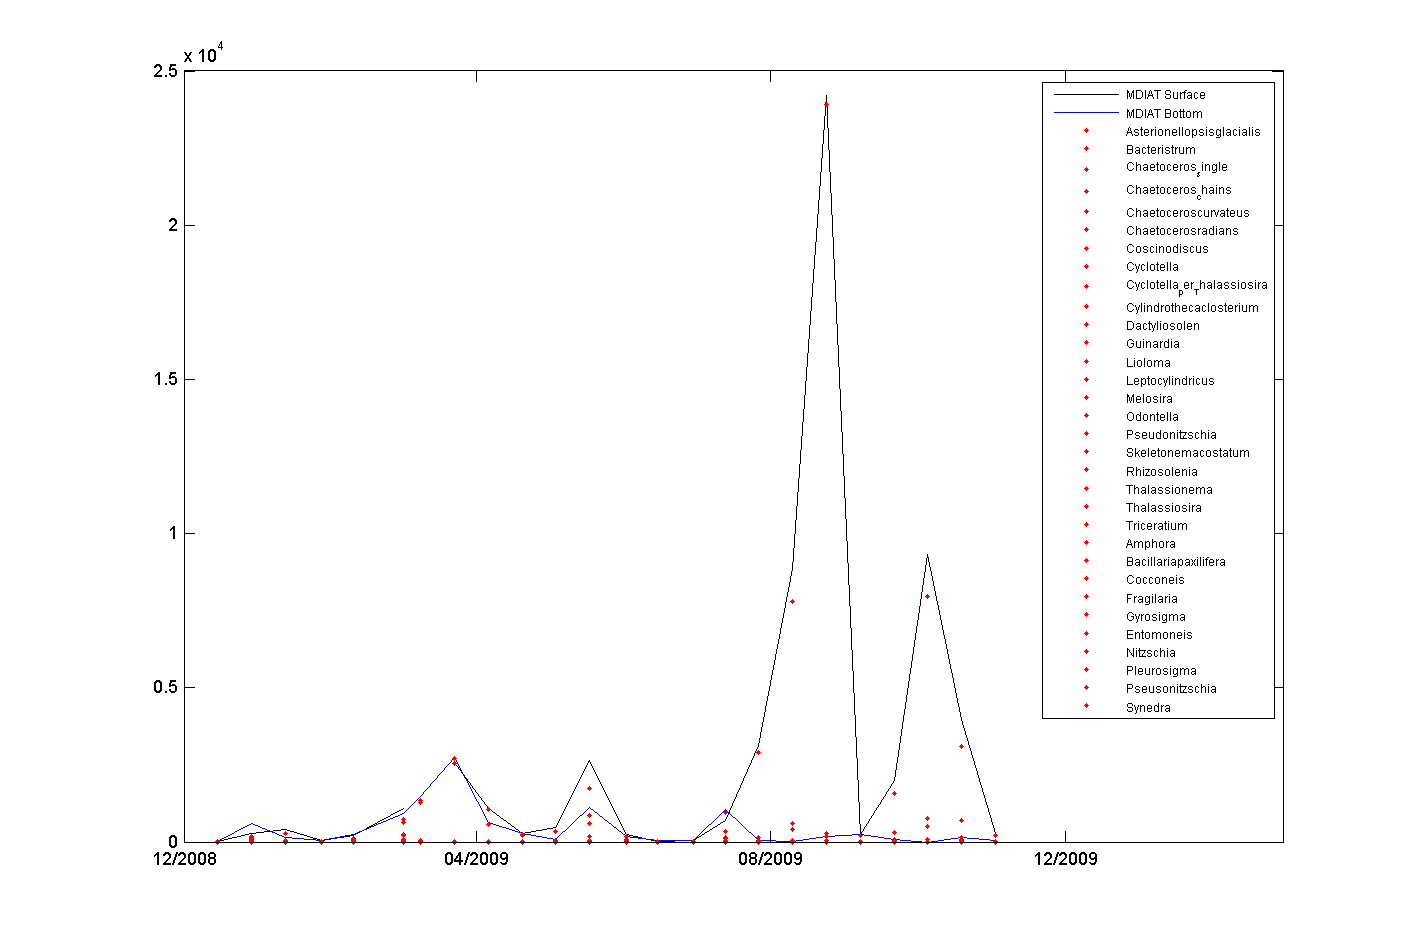 x 10^4
2.5
2
1.5
1
0.5
0
12/2008
04/2009
08/2009
12/2009
MDIAT Surface
MDIAT Bottom
Asterionellopsisglacialis
Bacteristrum
Chaetoceros_single
Chaetoceros_chains
Chaetoceroscurvateus
Chaetocerosradians
Coscinodiscus
Cyclotella
Cyclotella_per_Thalassiosira
Cylindrothecaclosterium
Dactyliosolen
Guinardia
Lioloma
Leptocylindricus
Melosira
Odontella
Pseudonitzschia
Skeletonemacostatum
Rhizosolenia
Thalassionema
Thalassiosira
Triceratium
Amphora
Bacillariapaxilifera
Cocconeis
Fragilaria
Gyrosigma
Entomoneis
Nitzschia
Pleurosigma
Pseusonitzschia
Synedra